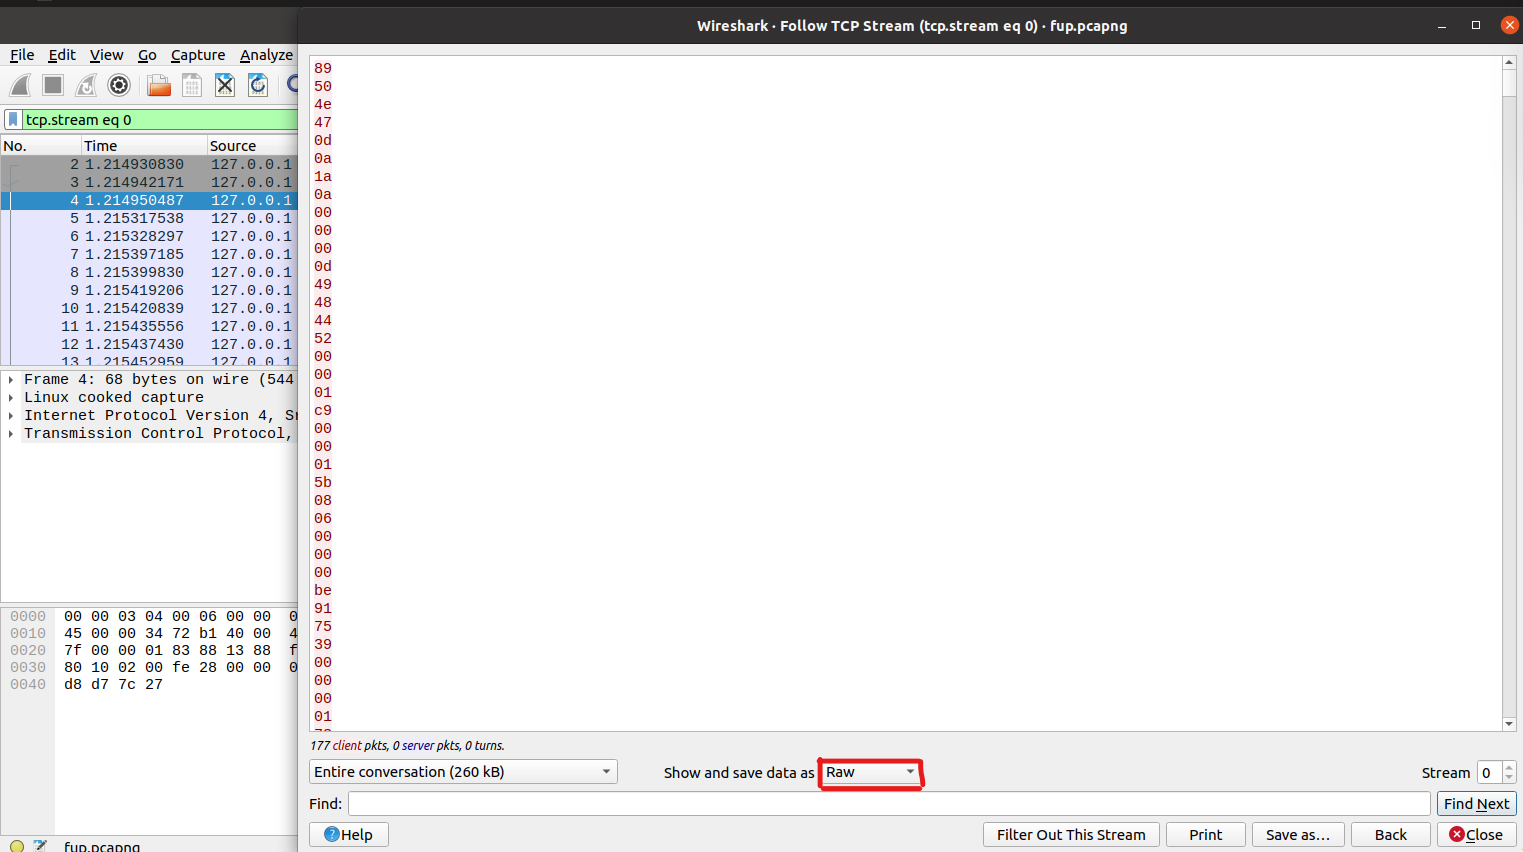 Wireshark · Follow TCP Stream (tcp.stream eq 0) · fup.pcapng
File Edit View Go Capture Analyze
tcp.stream eq 0
No. Time Source
2 1.214930830 127.0.0.1
3 1.214942171 127.0.0.1
4 1.214950487 127.0.0.1
5 1.215317538 127.0.0.1
6 1.215328297 127.0.0.1
7 1.215397185 127.0.0.1
8 1.215399830 127.0.0.1
9 1.215419206 127.0.0.1
10 1.215420839 127.0.0.1
11 1.215435556 127.0.0.1
12 1.215437430 127.0.0.1
13 1.215452959 127.0.0.1
Frame 4: 68 bytes on wire (544
Linux cooked capture
Internet Protocol Version 4, Sr
Transmission Control Protocol,
0000 00 00 03 04 00 06 00 00 0
0010 45 00 00 34 72 b1 40 00 4
0020 7f 00 00 01 83 88 13 88 f
0030 80 10 02 00 fe 28 00 00 0
0040 d8 d7 7c 27
fup.pcapng
89
50
4e
47
0d
0a
1a
0a
00
00
00
0d
49
48
44
52
00
00
01
c9
00
00
01
5b
08
06
00
00
00
be
91
75
39
00
00
00
01
177 client pkts, 0 server pkts, 0 turns.
Entire conversation (260 kB) Show and save data as Raw Stream 0
Find: Find Next
Help Filter Out This Stream Print Save as… Back Close